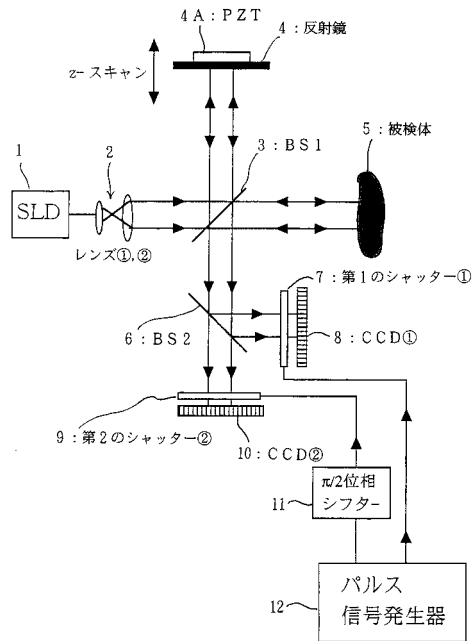 4A：PZT
4：反射鏡
z-スキャン
5：被検体
1
2
3：BS1
SLD
レンズ①,②
7：第1のシャッター①
6：BS2
8：CCD①
9：第2のシャッター②
10：CCD②
π/2位相
シフター
11
パルス
信号発生器
12